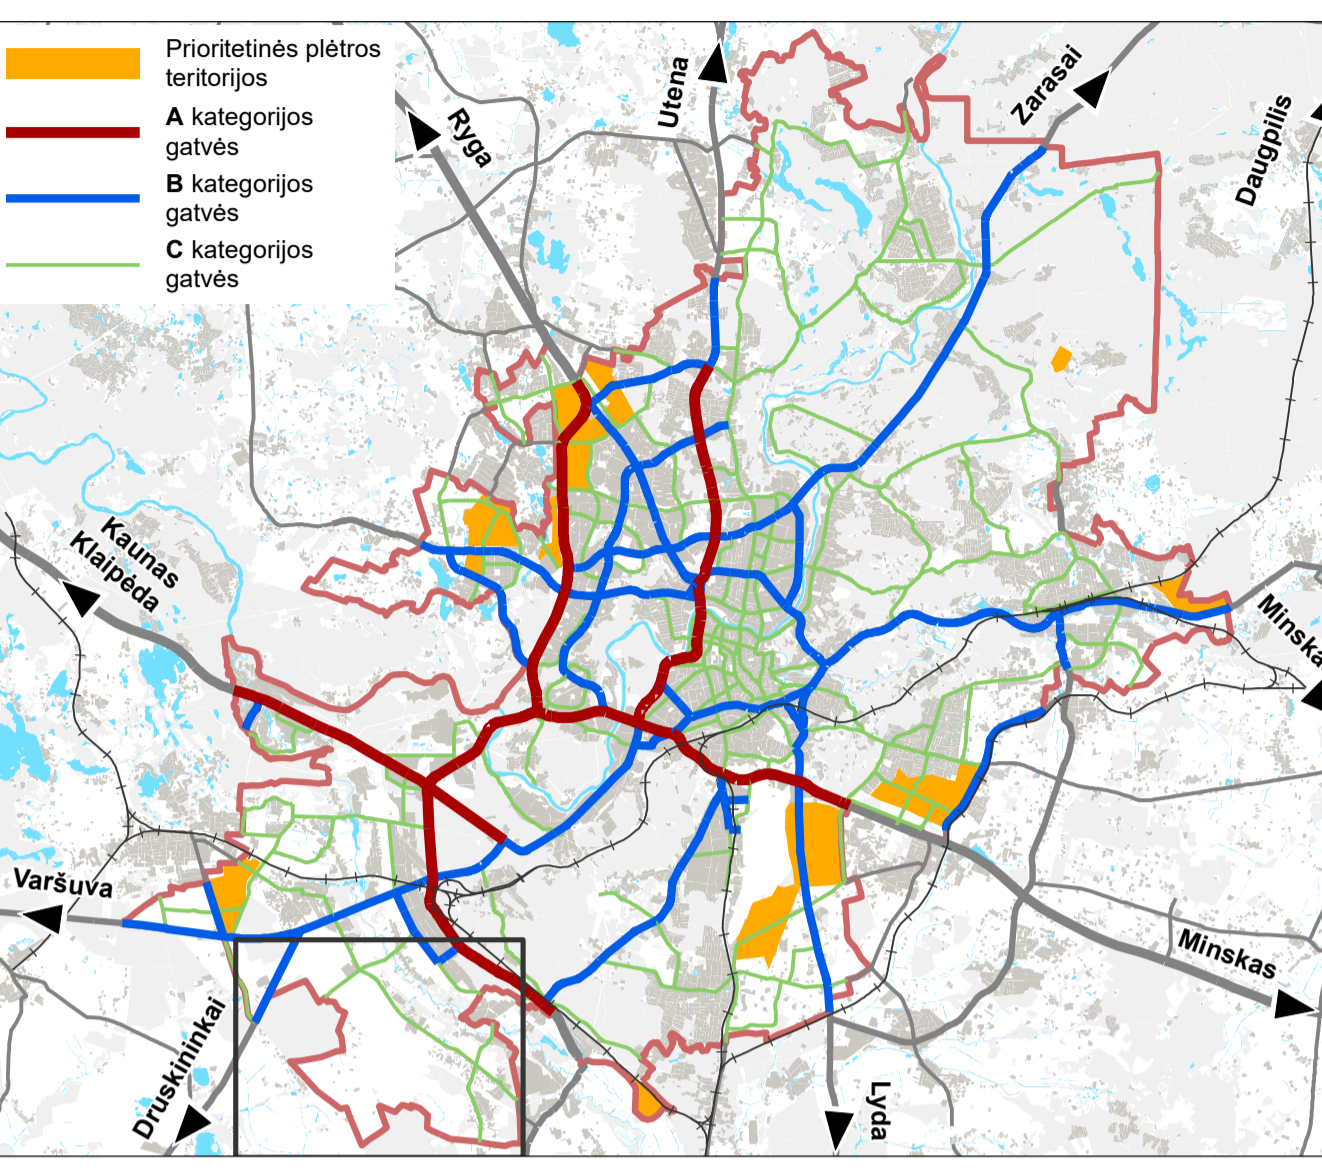 Prioritetinės plėtros
teritorijos
A kategorijos
gatvės
B kategorijos
gatvės
C kategorijos
gatvės
Ryga
Utena
Zarasai
Daugpilis
Kaunas
Klaipėda
Minskas
Varšuva
Druskininkai
Lyda
Minskas